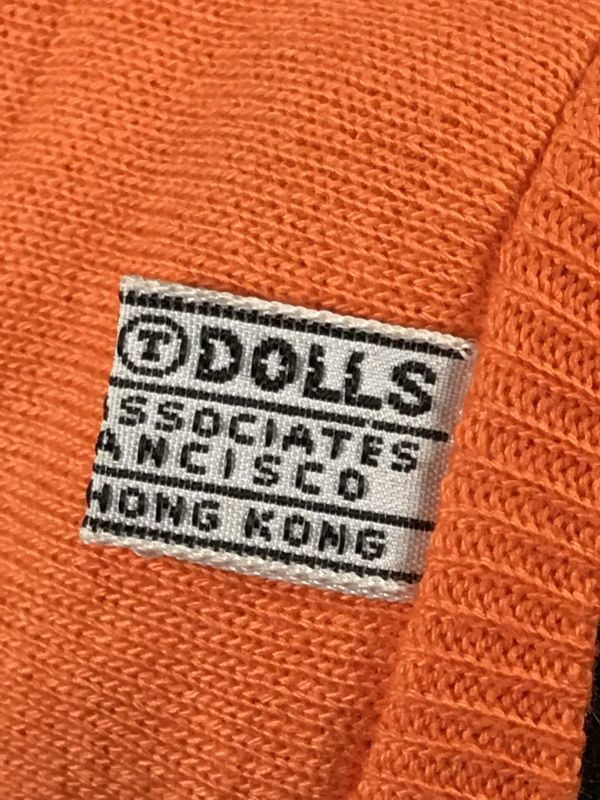 Ⓣ DOLLS
SSOCIATES
ANCISCO
HONG KONG